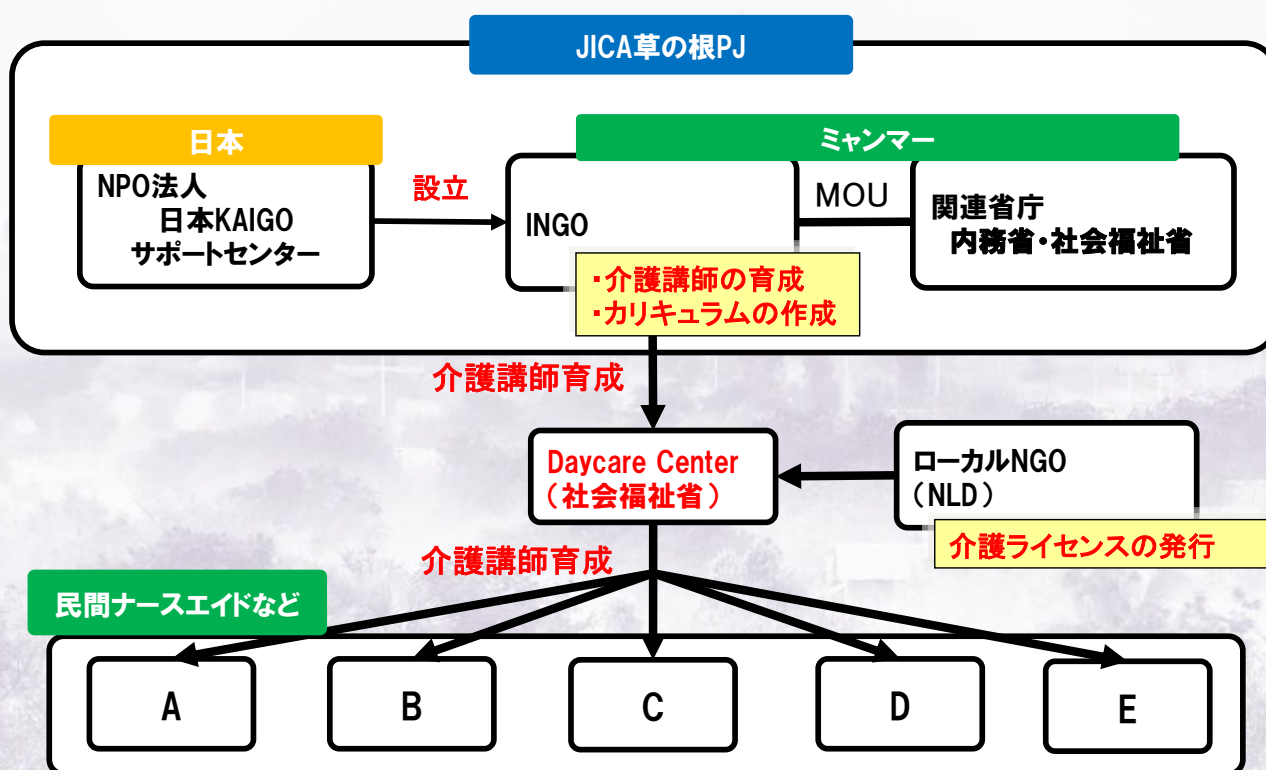 JICA草の根PJ
日本
ミャンマー
NPO法人
日本KAIGO
サポートセンター
設立
INGO
MOU
関連省庁
内務省・社会福祉省
・介護講師の育成
・カリキュラムの作成
介護講師育成
Daycare Center
（社会福祉省）
ローカルNGO
（NLD）
介護ライセンスの発行
介護講師育成
民間ナースエイドなど
A
B
C
D
E